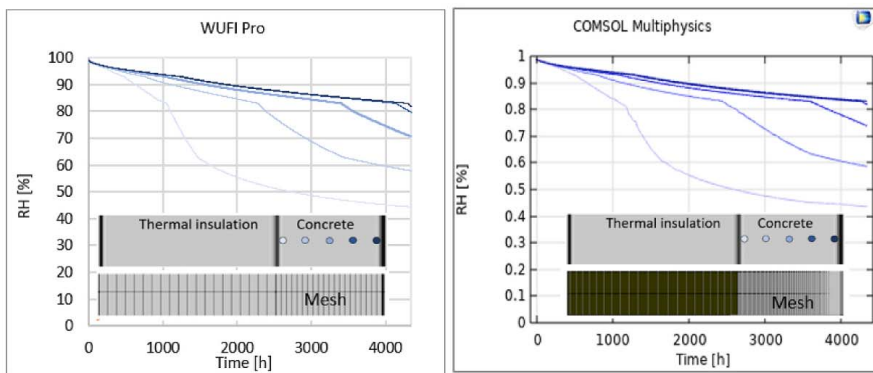 WUFI Pro
100
90
80
70
60
50
40
30
20
10
0
RH [%]
Thermal insulation Concrete
Mesh
0 1000 2000 3000 4000
Time [h]
COMSOL Multiphysics
1
0.9
0.8
0.7
0.6
0.5
0.4
0.3
0.2
0.1
0
RH [%]
Thermal insulation Concrete
Mesh
0 1000 2000 3000 4000
Time [h]